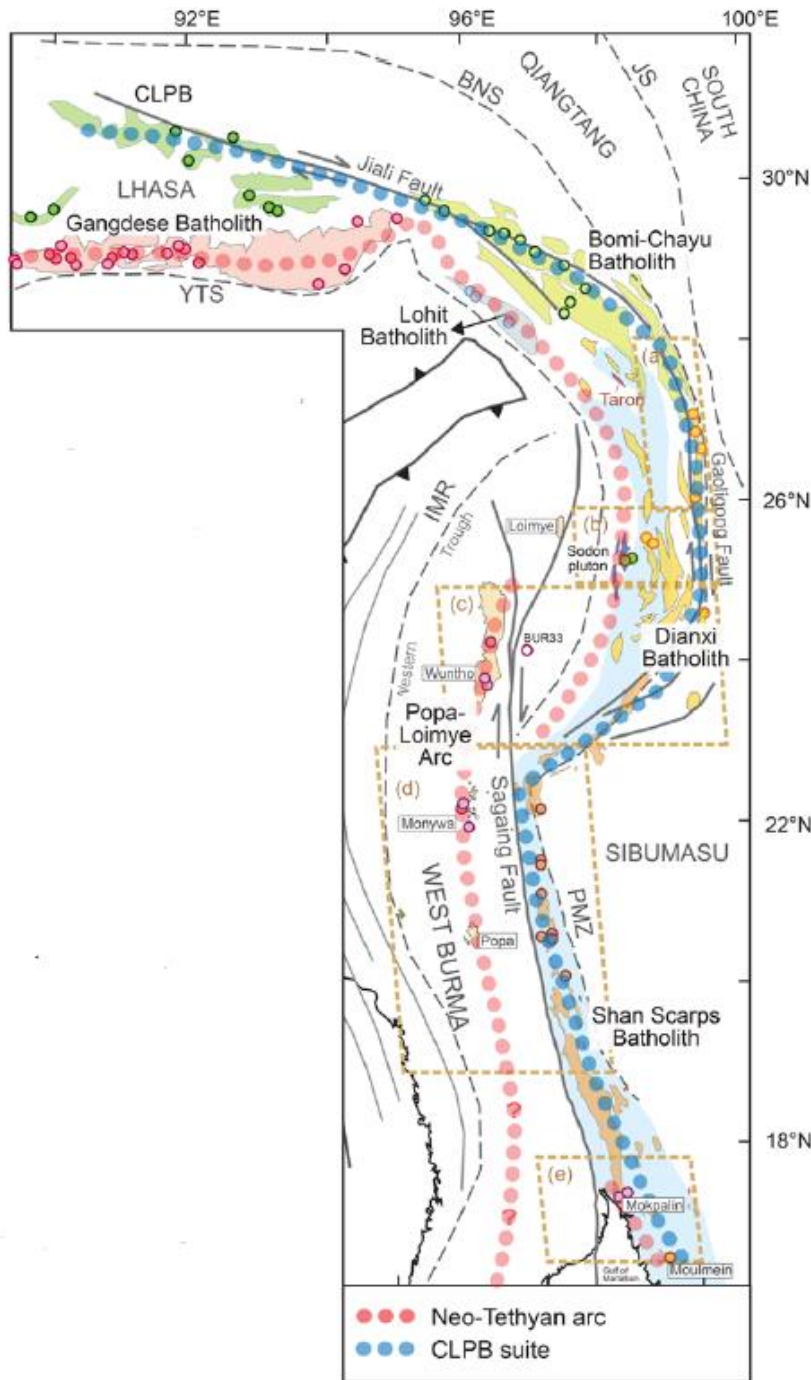 92°E
96°E
100°E
CLPB
BNS
QIANGTANG
JS
SOUTH
CHINA
Jiali Fault
30°N
LHASA
Gangdese Batholith
Bomi-Chayu
Batholith
YTS
Lohit
Batholith
(a)
Taron
Gaoligong Fault
26°N
IMR
Trough
Loimye
(b)
Sodon
pluton
(c)
BUR33
Dianxi
Batholith
Western
Wuntho
Popa-
Loimye
Arc
(d)
Sagaing Fault
22°N
Monywa
SIBUMASU
PMZ
WEST BURMA
Popa
Shan Scarps
Batholith
?
18°N
(e)
Mokpalin
?
Gulf of
Martaban
Moulmein
Neo-Tethyan arc
CLPB suite